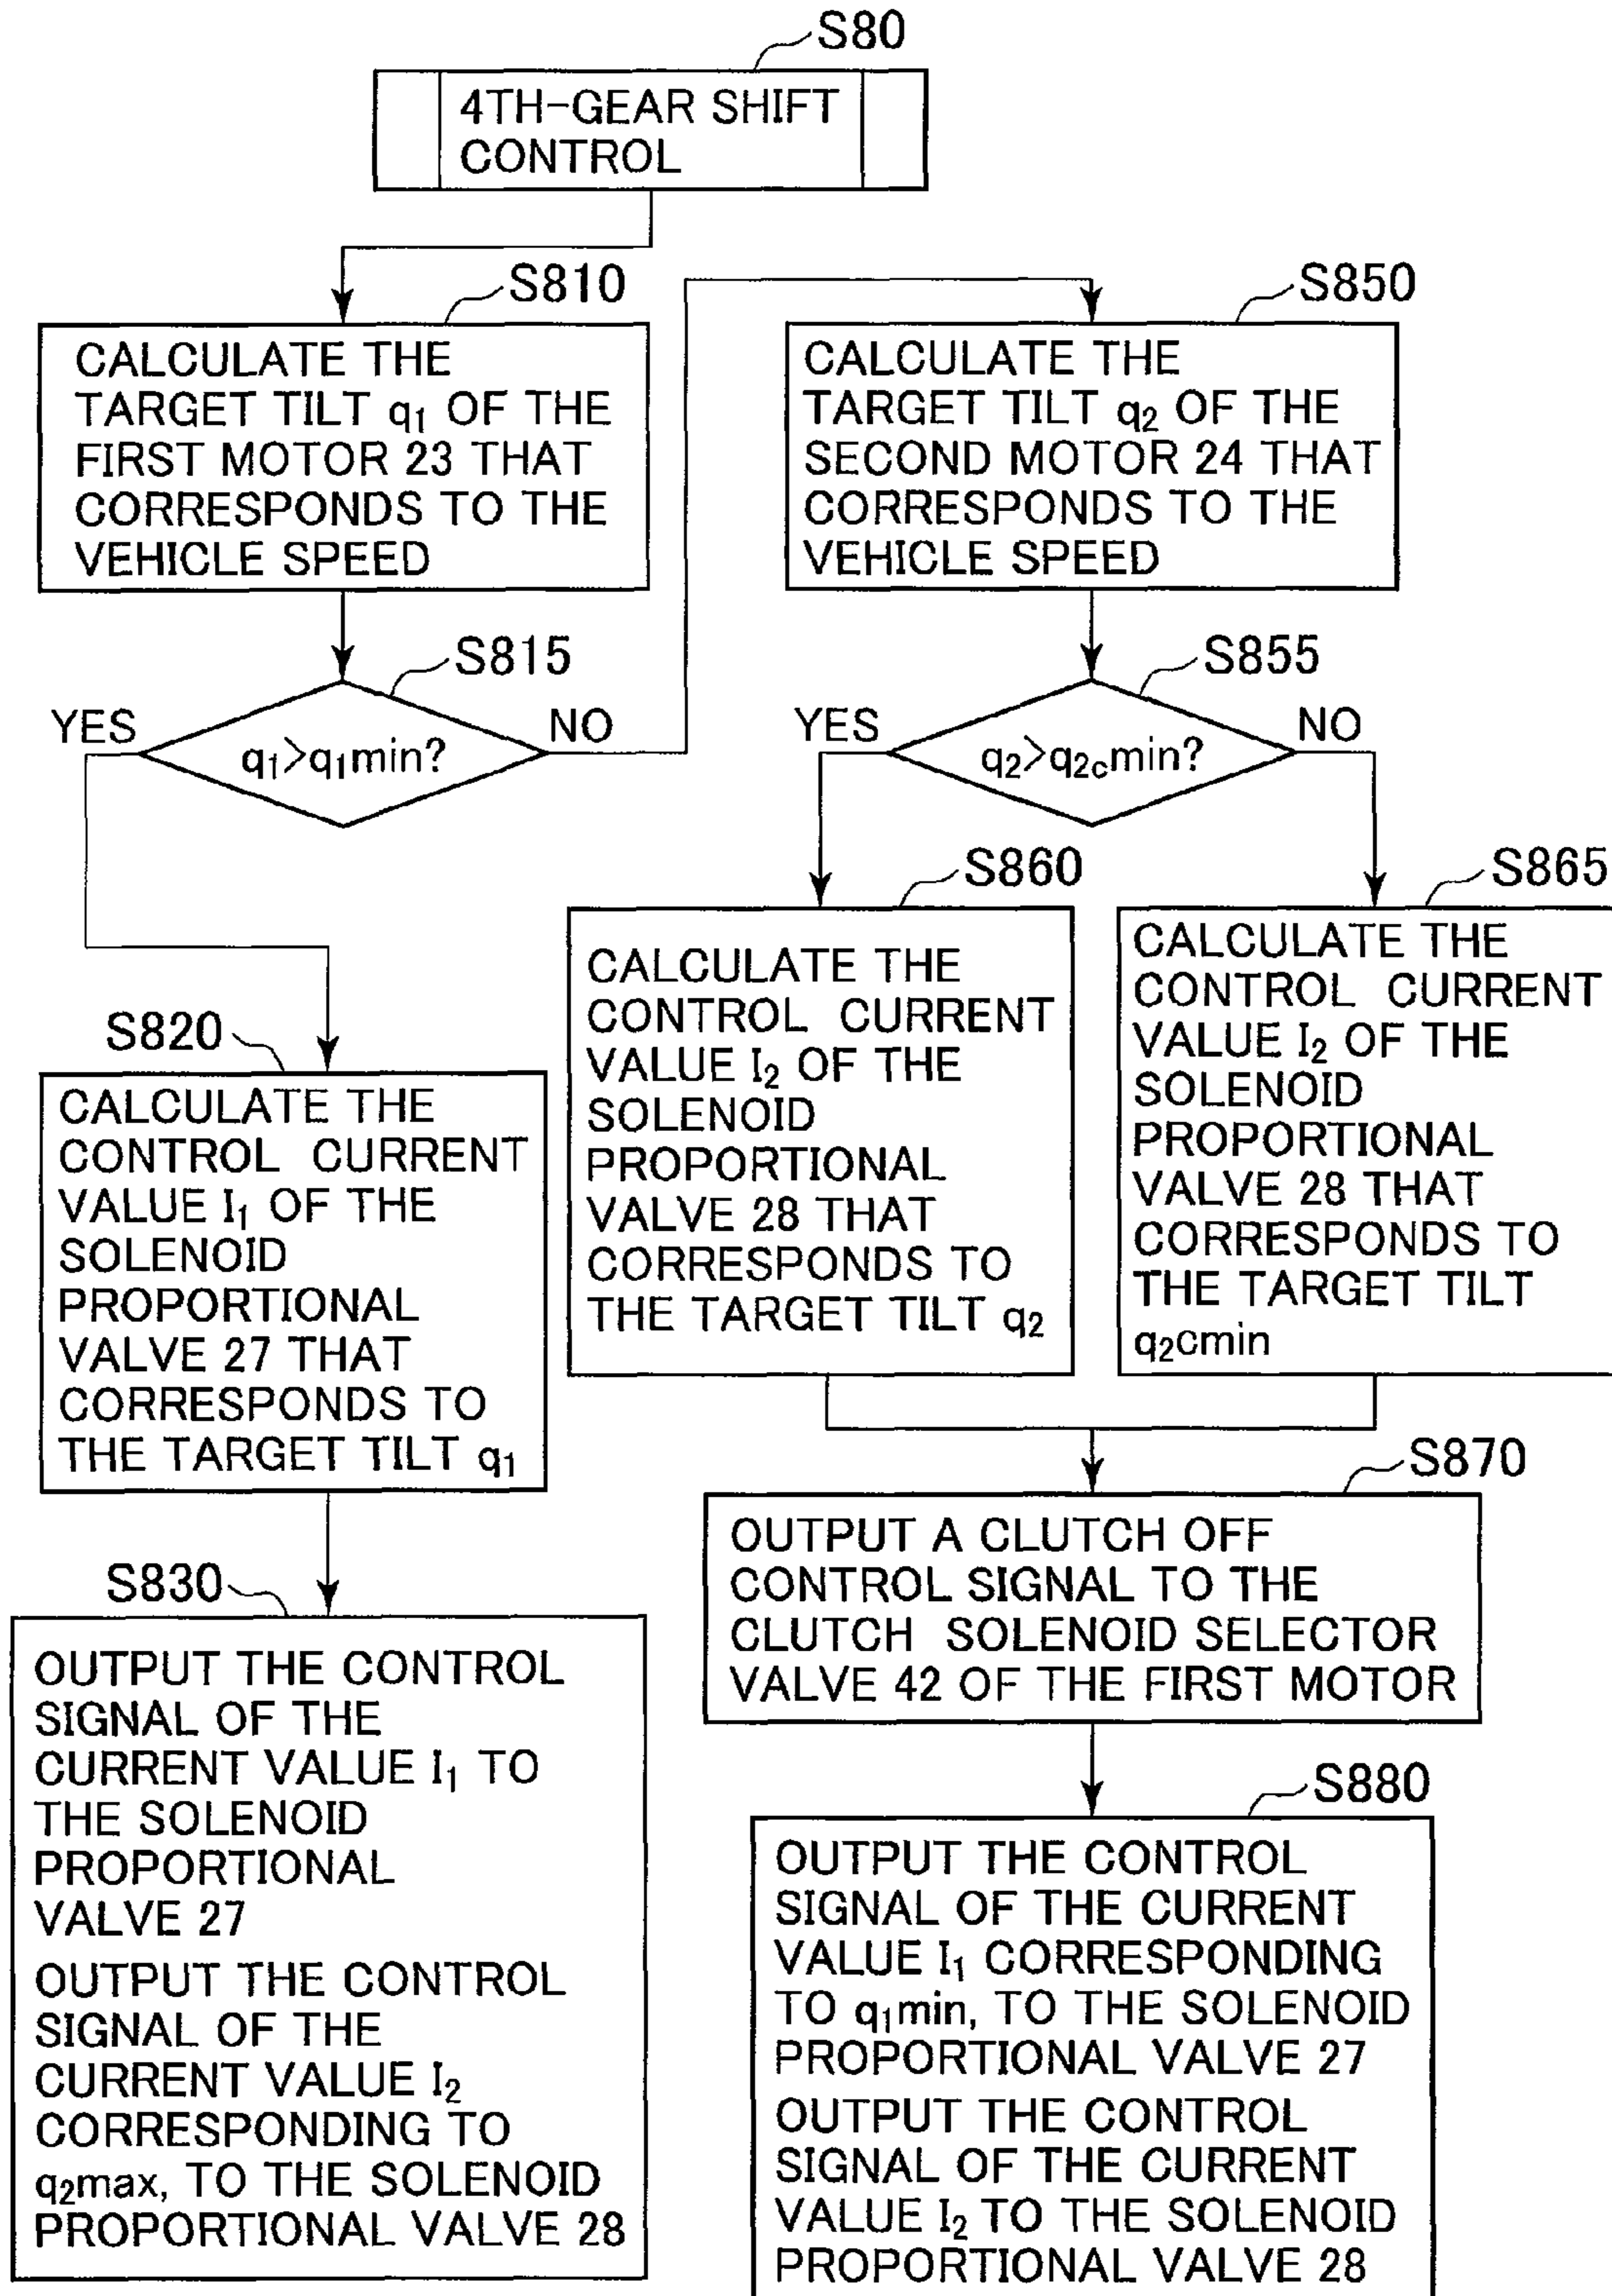 S80
4TH-GEAR SHIFT
CONTROL
S810
CALCULATE THE
TARGET TILT q₁ OF THE
FIRST MOTOR 23 THAT
CORRESPONDS TO THE
VEHICLE SPEED
S815
YES
q₁>q₁min?
NO
S820
CALCULATE THE
CONTROL CURRENT
VALUE I₁ OF THE
SOLENOID
PROPORTIONAL
VALVE 27 THAT
CORRESPONDS TO
THE TARGET TILT q₁
S830
OUTPUT THE CONTROL
SIGNAL OF THE
CURRENT VALUE I₁ TO
THE SOLENOID
PROPORTIONAL
VALVE 27
OUTPUT THE CONTROL
SIGNAL OF THE
CURRENT VALUE I₂
CORRESPONDING TO
q₂max, TO THE SOLENOID
PROPORTIONAL VALVE 28
S850
CALCULATE THE
TARGET TILT q₂ OF THE
SECOND MOTOR 24 THAT
CORRESPONDS TO THE
VEHICLE SPEED
S855
YES
q₂>q₂cmin?
NO
S860
CALCULATE THE
CONTROL CURRENT
VALUE I₂ OF THE
SOLENOID
PROPORTIONAL
VALVE 28 THAT
CORRESPONDS TO
THE TARGET TILT q₂
S865
CALCULATE THE
CONTROL CURRENT
VALUE I₂ OF THE
SOLENOID
PROPORTIONAL
VALVE 28 THAT
CORRESPONDS TO
THE TARGET TILT
q₂cmin
S870
OUTPUT A CLUTCH OFF
CONTROL SIGNAL TO THE
CLUTCH SOLENOID SELECTOR
VALVE 42 OF THE FIRST MOTOR
S880
OUTPUT THE CONTROL
SIGNAL OF THE CURRENT
VALUE I₁ CORRESPONDING
TO q₁min, TO THE SOLENOID
PROPORTIONAL VALVE 27
OUTPUT THE CONTROL
SIGNAL OF THE CURRENT
VALUE I₂ TO THE SOLENOID
PROPORTIONAL VALVE 28